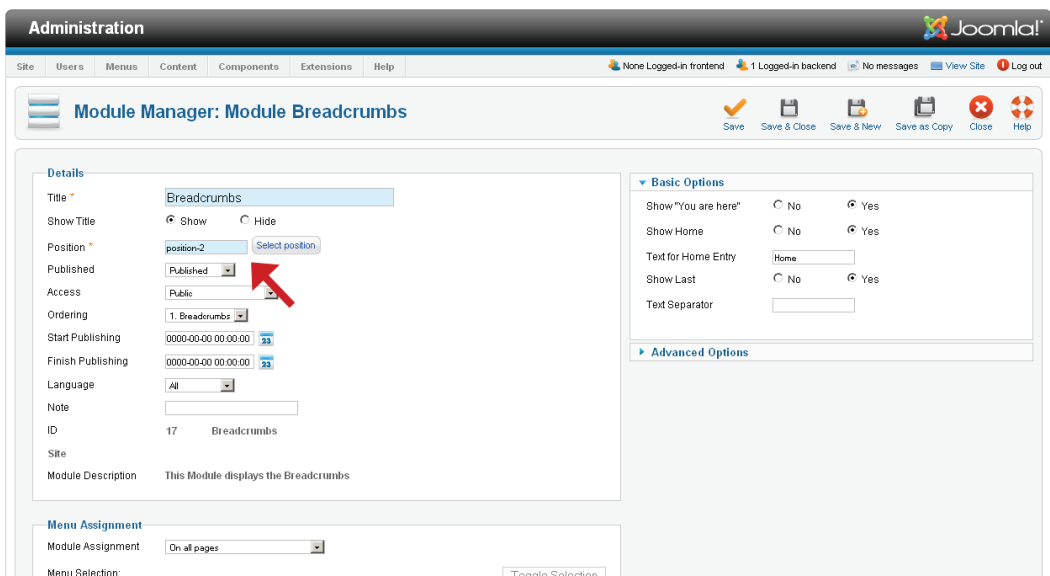 Administration
Joomla!
Site Users Menus Content Components Extensions Help None Logged-in frontend 1 Logged-in backend No messages View Site Log out
Module Manager: Module Breadcrumbs
Save Save & Close Save & New Save as Copy Close Help
Details
Title * Breadcrumbs
Show Title Show Hide
Position * position-2 Select position
Published Published
Access Public
Ordering 1. Breadcrumbs
Start Publishing 0000-00-00 00:00:00 23
Finish Publishing 0000-00-00 00:00:00 23
Language All
Note
ID 17 Breadcrumbs
Site
Module Description This Module displays the Breadcrumbs
Basic Options
Show "You are here" No Yes
Show Home No Yes
Text for Home Entry Home
Show Last No Yes
Text Separator
Advanced Options
Menu Assignment
Module Assignment On all pages
Menu Selection: Toggle Selection